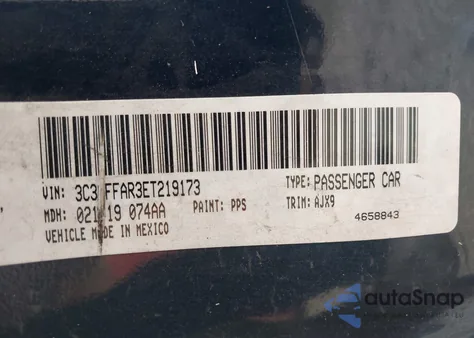 VIN: 3C3 FFAR3ET219173 TYPE: PASSENGER CAR
MDH: 021 19 074AA PAINT: PPS TRIM: AJX9
VEHICLE MADE IN MEXICO 4658843
autaSnap